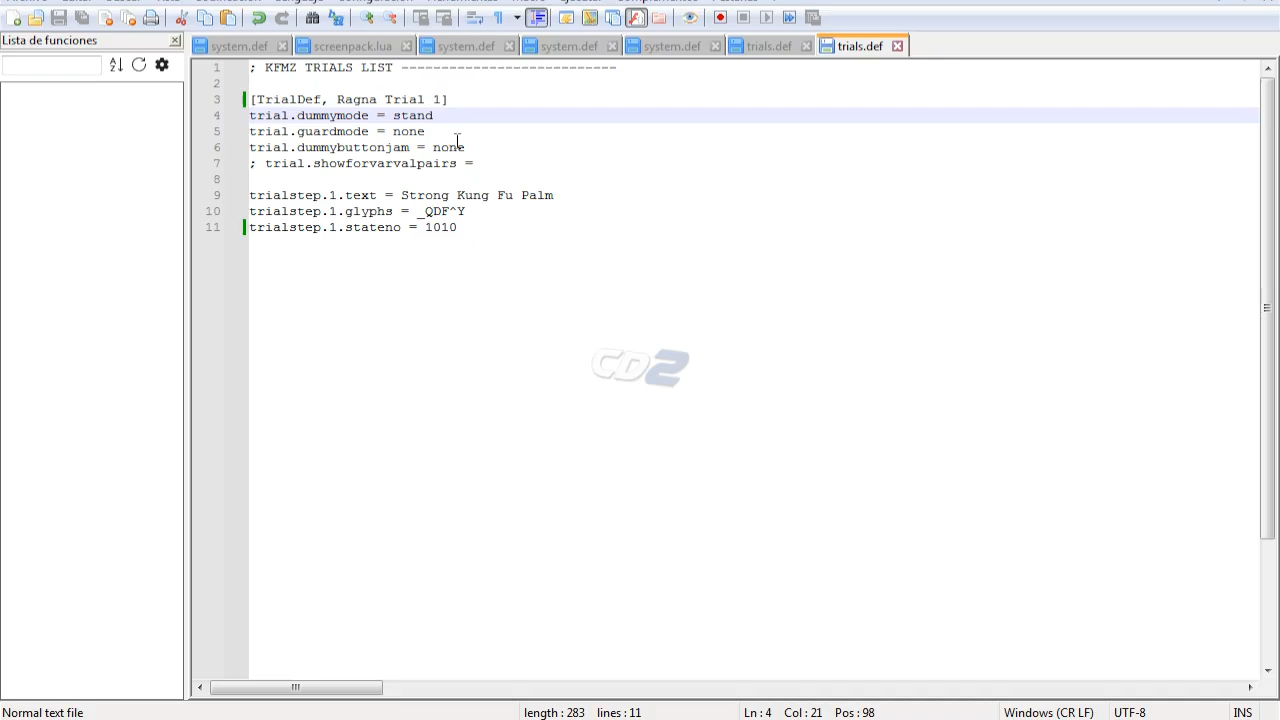 Lista de funciones
system.def
screenpack.lua
system.def
system.def
system.def
trials.def
trials.def
1 ; KFMZ TRIALS LIST ---------------------------
2
3 [TrialDef, Ragna Trial 1]
4 trial.dummymode = stand
5 trial.guardmode = none
6 trial.dummybuttonjam = none
7 ; trial.showforvarvalpairs =
8
9 trialstep.1.text = Strong Kung Fu Palm
10 trialstep.1.glyphs = _QDF^Y
11 trialstep.1.stateno = 1010
CD2
Normal text file
length : 283 lines : 11
Ln : 4 Col : 21 Pos : 98
Windows (CR LF)
UTF-8
INS